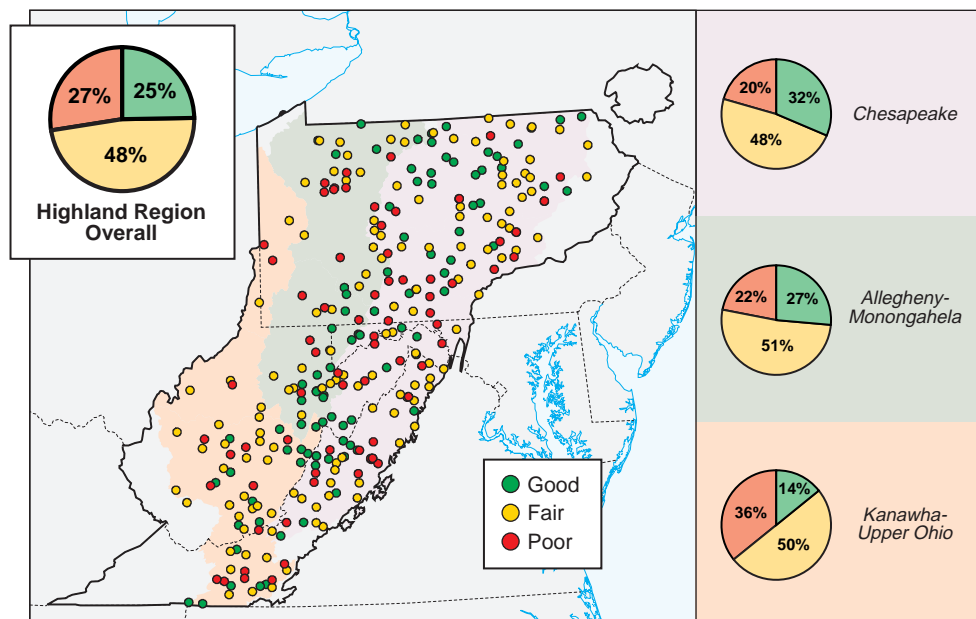 27%
25%
48%
Highland Region
Overall
Good
Fair
Poor
20%
32%
48%
Chesapeake
22%
27%
51%
Allegheny-
Monongahela
14%
36%
50%
Kanawha-
Upper Ohio